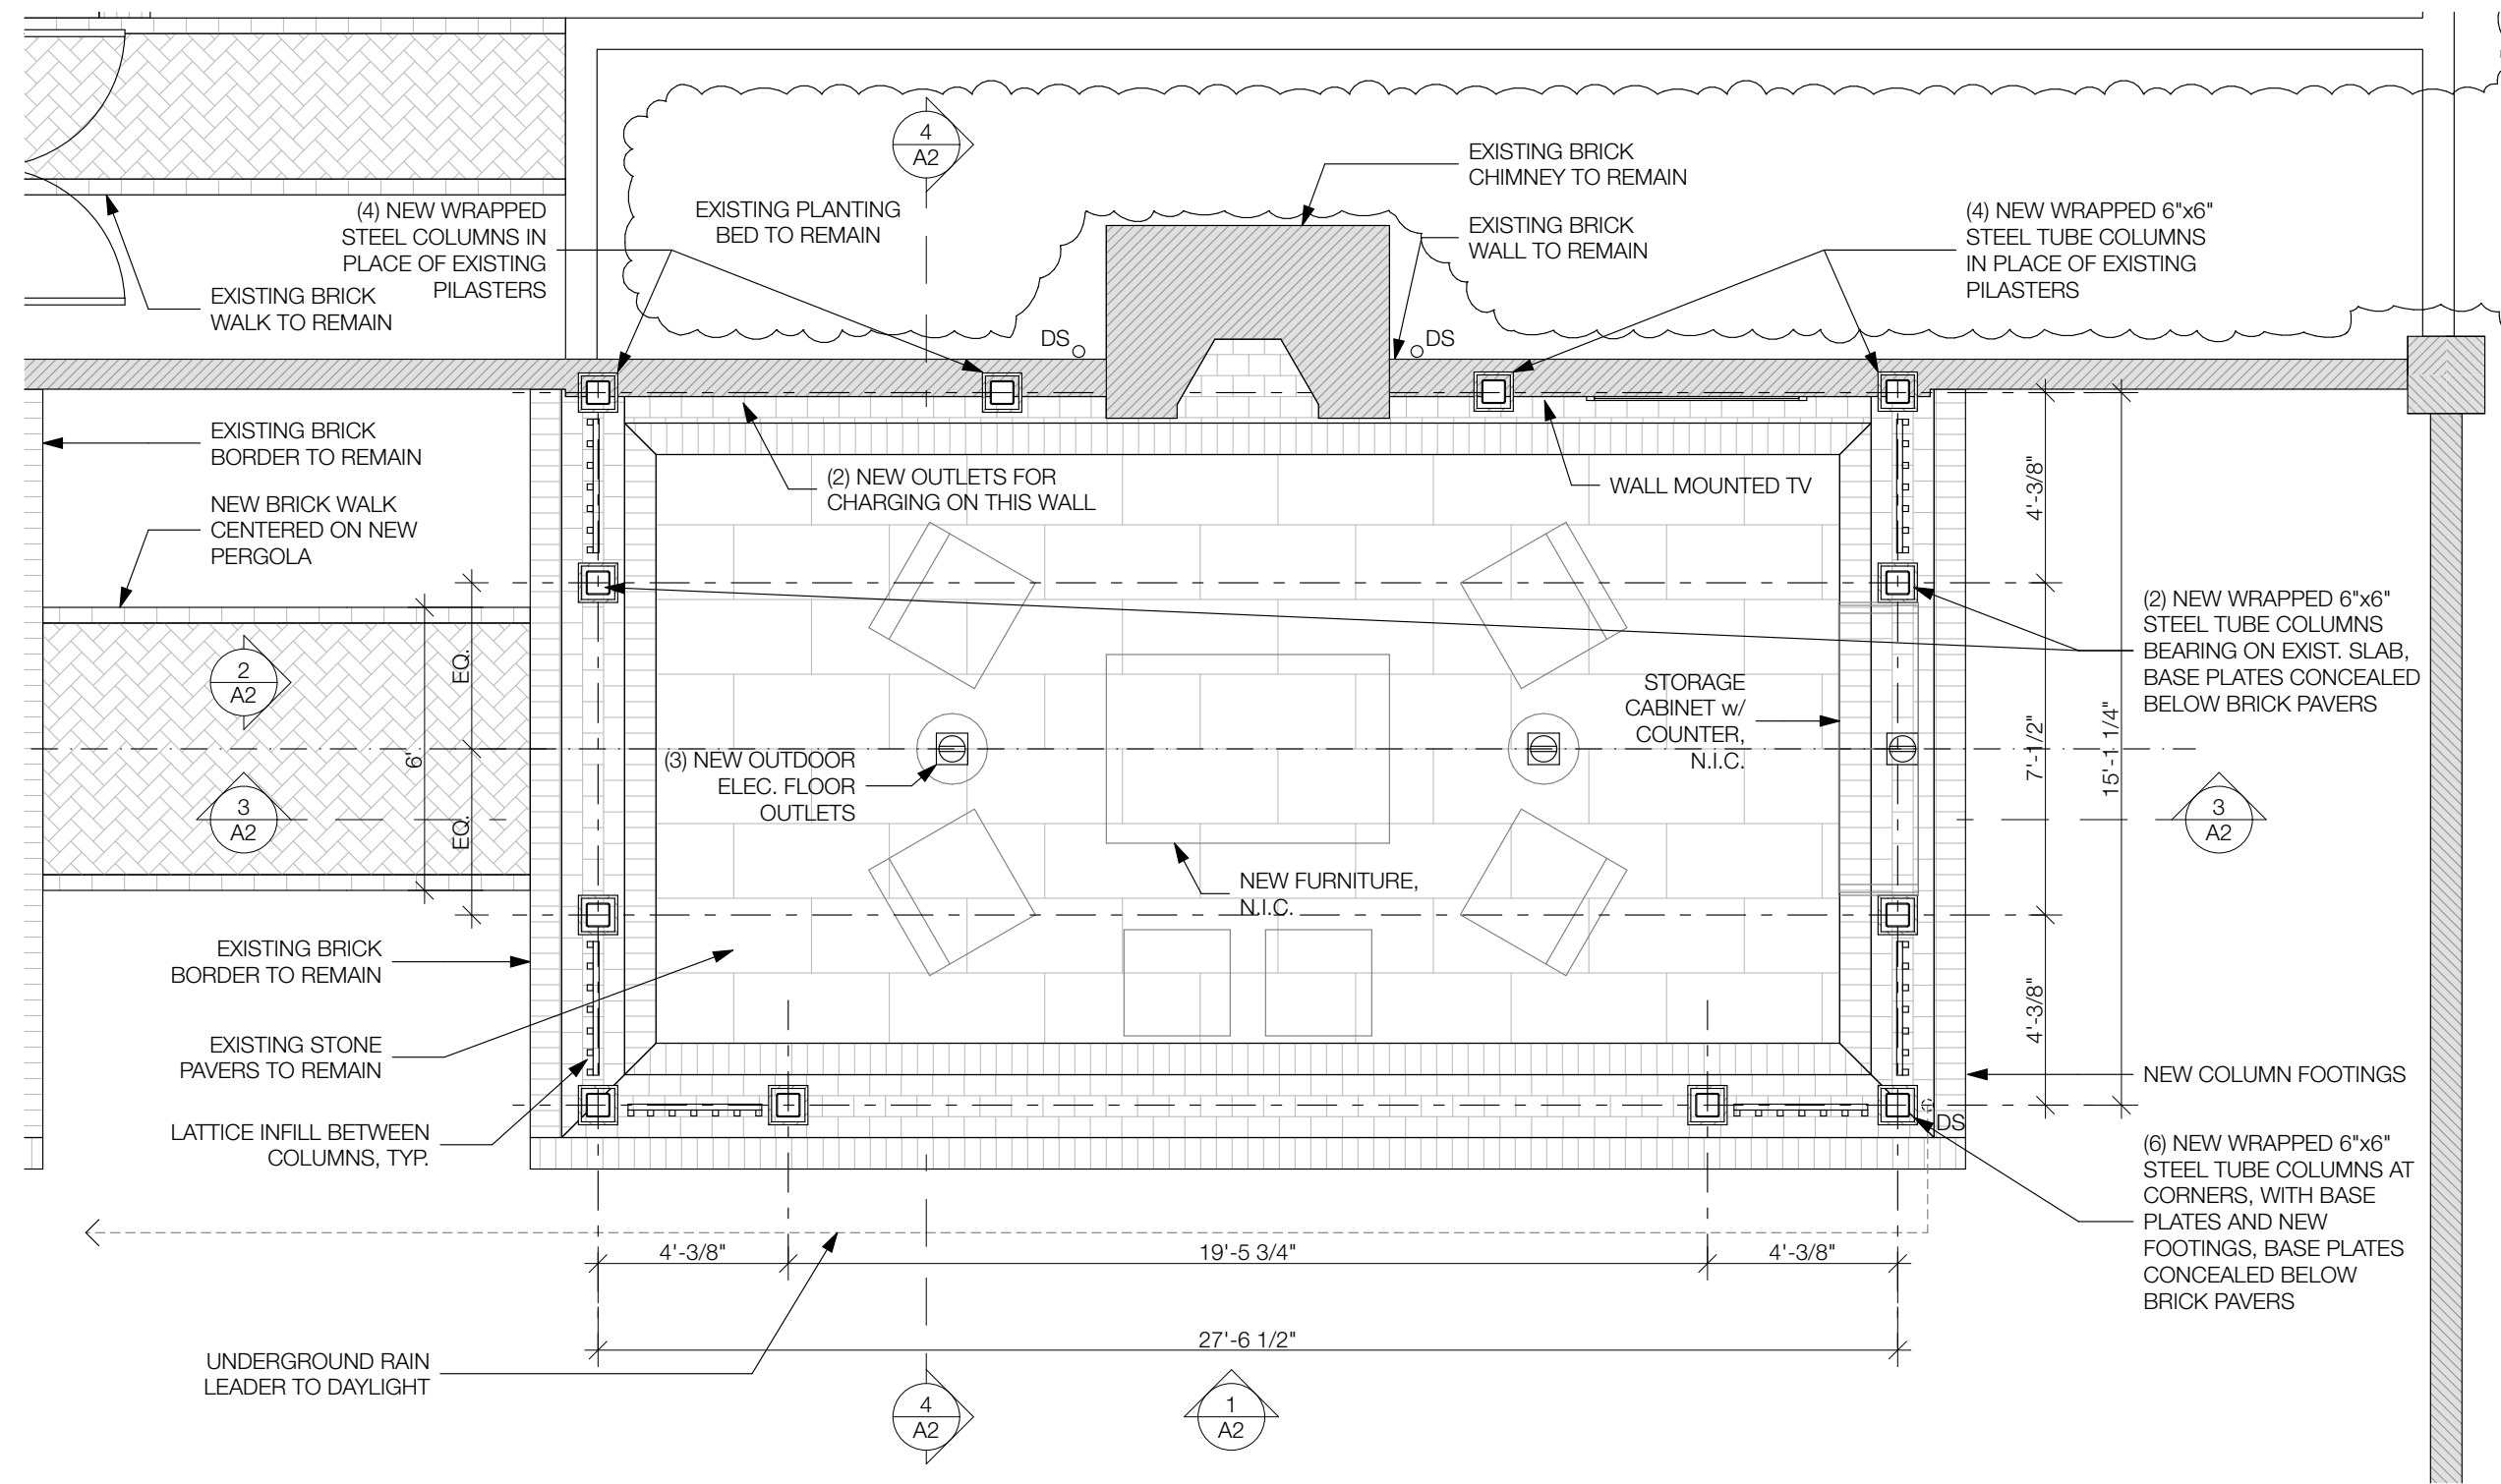 4
A2
EXISTING BRICK
CHIMNEY TO REMAIN
(4) NEW WRAPPED
STEEL COLUMNS IN
PLACE OF EXISTING
PILASTERS
EXISTING PLANTING
BED TO REMAIN
EXISTING BRICK
WALL TO REMAIN
(4) NEW WRAPPED 6"x6"
STEEL TUBE COLUMNS
IN PLACE OF EXISTING
PILASTERS
EXISTING BRICK
WALK TO REMAIN
DS
DS
EXISTING BRICK
BORDER TO REMAIN
(2) NEW OUTLETS FOR
CHARGING ON THIS WALL
WALL MOUNTED TV
4'-3/8"
NEW BRICK WALK
CENTERED ON NEW
PERGOLA
(2) NEW WRAPPED 6"x6"
STEEL TUBE COLUMNS
BEARING ON EXIST. SLAB,
BASE PLATES CONCEALED
BELOW BRICK PAVERS
2
A2
EQ.
STORAGE
CABINET w/
COUNTER,
N.I.C.
7'-1/2"
15'-1 1/4"
6'
(3) NEW OUTDOOR
ELEC. FLOOR
OUTLETS
3
A2
EQ.
3
A2
NEW FURNITURE,
N.I.C.
EXISTING BRICK
BORDER TO REMAIN
4'-3/8"
EXISTING STONE
PAVERS TO REMAIN
NEW COLUMN FOOTINGS
LATTICE INFILL BETWEEN
COLUMNS, TYP.
DS
(6) NEW WRAPPED 6"x6"
STEEL TUBE COLUMNS AT
CORNERS, WITH BASE
PLATES AND NEW
FOOTINGS, BASE PLATES
CONCEALED BELOW
BRICK PAVERS
4'-3/8"
19'-5 3/4"
4'-3/8"
27'-6 1/2"
UNDERGROUND RAIN
LEADER TO DAYLIGHT
4
A2
1
A2